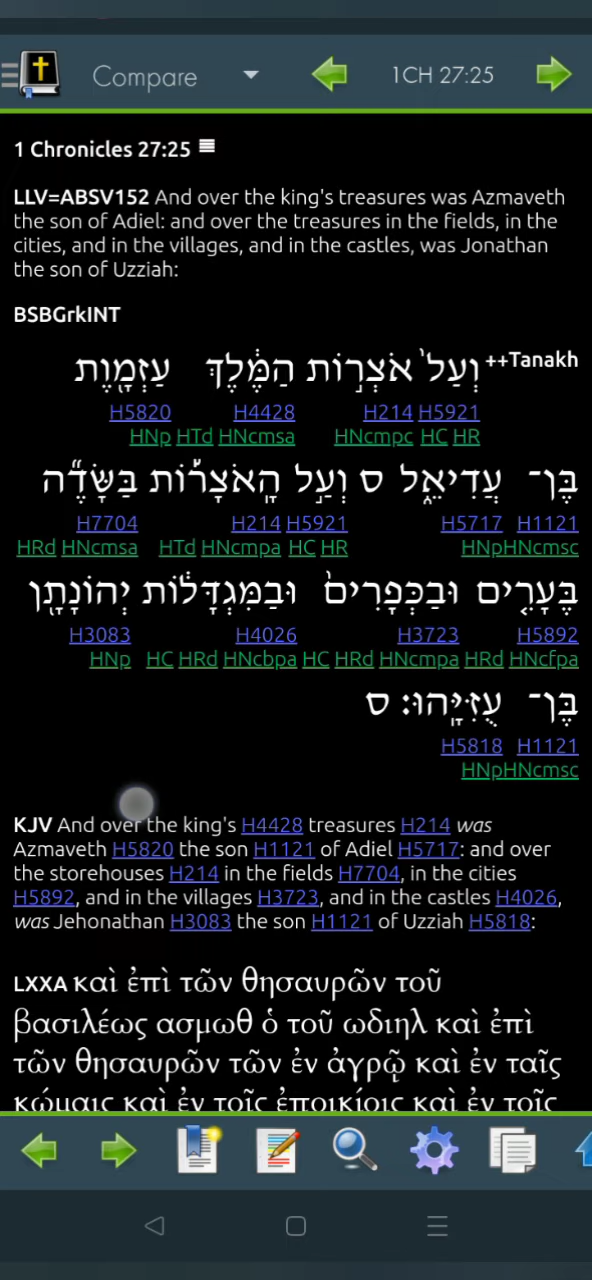 Compare
1CH 27:25
1 Chronicles 27:25
LLV=ABSV152 And over the king's treasures was Azmaveth
the son of Adiel: and over the treasures in the fields, in the
cities, and in the villages, and in the castles, was Jonathan
the son of Uzziah:
BSBGrkINT
++Tanakh וְעַל֩ אֹצְר֨וֹת הַמֶּ֔לֶךְ עַזְמָ֖וֶת
H5820 H4428 H214 H5921
HNp HTd HNcmsa HNcmpc HC HR
בֶּן־ עֲדִיאֵ֑ל ס וְעַ֣ל הָאֹצָר֡וֹת בַּשָּׂדֶ֞ה
H7704 H214 H5921 H5717 H1121
HRd HNcmsa HTd HNcmpa HC HR HNpHNcmsc
בֶּעָרִ֤ים וּבַכְּפָרִים֙ וּבַמִּגְדָּל֔וֹת יְהוֹנָתָ֖ן
H3083 H4026 H3723 H5892
HNp HC HRd HNcbpa HC HRd HNcmpa HRd HNcfpa
בֶּן־ עֻזִּיָּֽהוּ׃ ס
H5818 H1121
HNpHNcmsc
KJV And over the king's H4428 treasures H214 was
Azmaveth H5820 the son H1121 of Adiel H5717: and over
the storehouses H214 in the fields H7704, in the cities
H5892, and in the villages H3723, and in the castles H4026,
was Jehonathan H3083 the son H1121 of Uzziah H5818:
LXXA καὶ ἐπὶ τῶν θησαυρῶν τοῦ
βασιλέως ασμωθ ὁ τοῦ ωδιηλ καὶ ἐπὶ
τῶν θησαυρῶν τῶν ἐν ἀγρῷ καὶ ἐν ταῖς
κώμαις καὶ ἐν τοῖς ἐποικίοις καὶ ἐν τοῖς